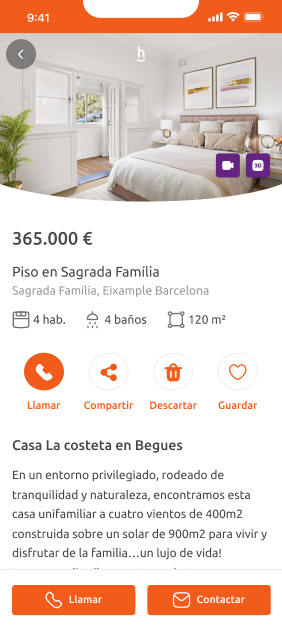 9:41
h
3D
365.000 €
Piso en Sagrada Família
Sagrada Família, Eixample Barcelona
4 hab. 4 baños 120 m²
Llamar Compartir Descartar Guardar
Casa La costeta en Begues
En un entorno privilegiado, rodeado de
tranquilidad y naturaleza, encontramos esta
casa unifamiliar a cuatro vientos de 400m2
construida sobre un solar de 900m2 para vivir y
disfrutar de la familia...un lujo de vida!
Llamar Contactar